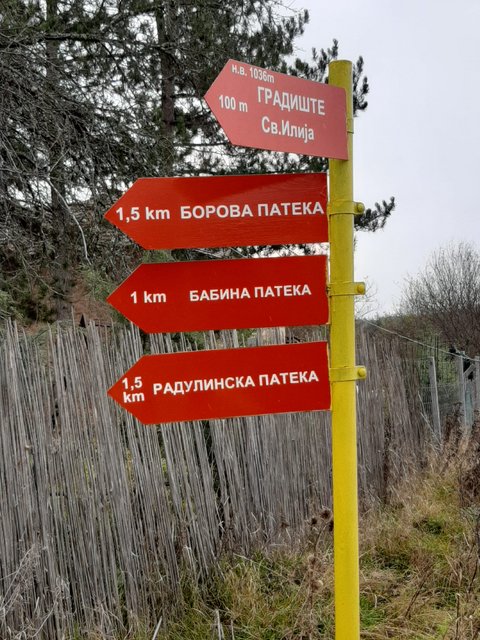 н.в. 1036m
100 m ГРАДИШТЕ
Св.Илија
1,5 km БОРОВА ПАТЕКА
1 km БАБИНА ПАТЕКА
1,5 km РАДУЛИНСКА ПАТЕКА